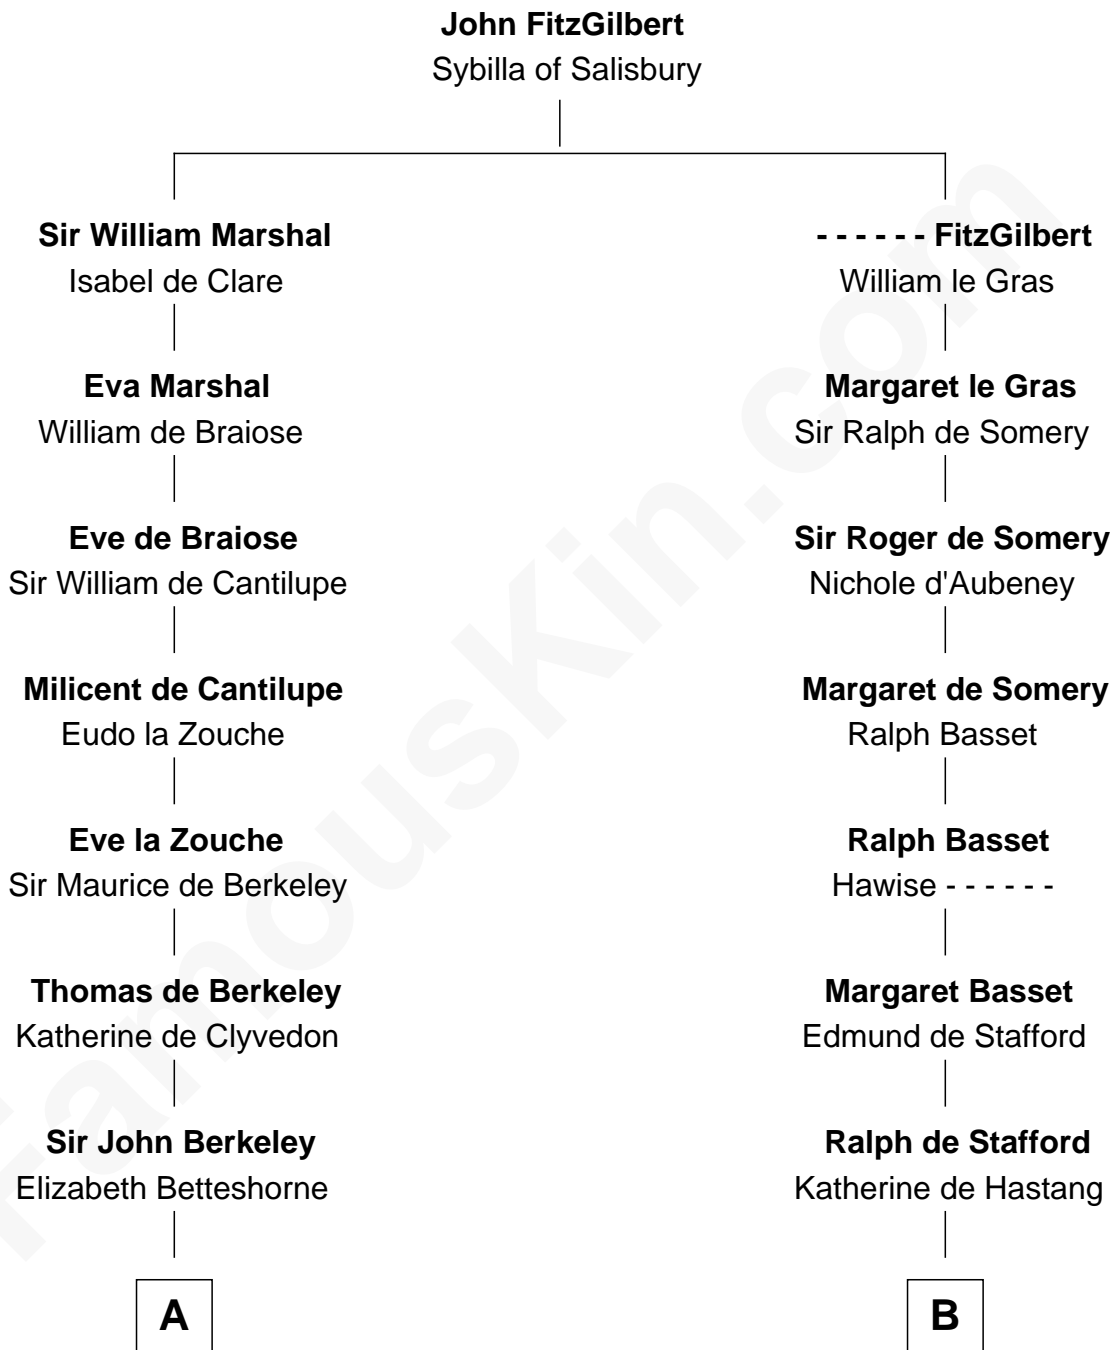 John FitzGilbert
Sybilla of Salisbury
Sir William Marshal
Isabel de Clare
Eva Marshal
William de Braiose
Eve de Braiose
Sir William de Cantilupe
Milicent de Cantilupe
Eudo la Zouche
Eve la Zouche
Sir Maurice de Berkeley
Thomas de Berkeley
Katherine de Clyvedon
Sir John Berkeley
Elizabeth Betteshorne
A
- - - - - - FitzGilbert
William le Gras
Margaret le Gras
Sir Ralph de Somery
Sir Roger de Somery
Nichole d'Aubeney
Margaret de Somery
Ralph Basset
Ralph Basset
Hawise - - - - - -
Margaret Basset
Edmund de Stafford
Ralph de Stafford
Katherine de Hastang
B
FamousKin.com